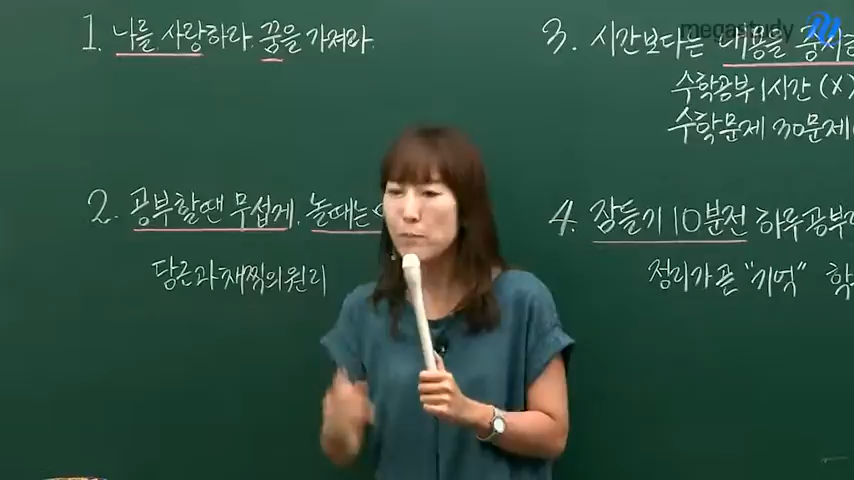 1. 나를 사랑하라. 꿈을 가져라.
2. 공부할땐 무섭게, 놀때는
당근과 채찍의 원리
megastudy
3. 시간보다는 내용을 중시
수학공부 1시간 (X)
수학문제 30문제
4. 잠들기 10분전 하루공부
정리가 곧 "기억" 학